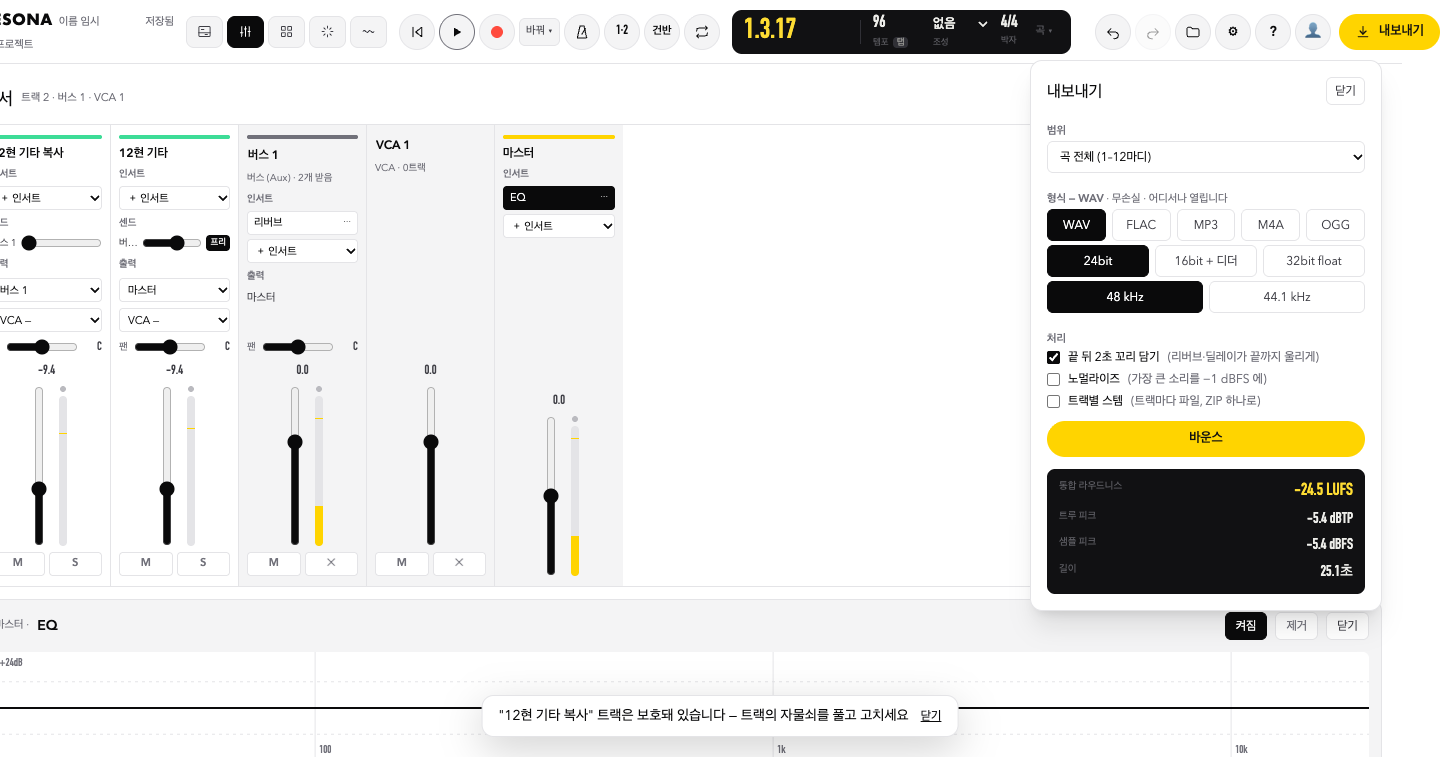 ESONA 이름 임시 저장됨
프로젝트
바꿔 1·2 건반
1.3.17 96 없음 4/4 곡
템포 탭 조성 박자
? 내보내기
서 트랙 2 · 버스 1 · VCA 1
2현 기타 복사
인서트
+ 인서트
센드
버스 1
출력
버스 1
VCA –
C
-9.4
M S
12현 기타
인서트
+ 인서트
센드
버… 프리
출력
마스터
VCA –
팬 C
-9.4
M S
버스 1
버스 (Aux) · 2개 받음
인서트
리버브 ...
+ 인서트
출력
마스터
팬 C
0.0
M ×
VCA 1
VCA · 0트랙
0.0
M ×
마스터
인서트
EQ ...
+ 인서트
0.0
내보내기 닫기
범위
곡 전체 (1–12마디)
형식 – WAV · 무손실 · 어디서나 열립니다
WAV FLAC MP3 M4A OGG
24bit 16bit + 디더 32bit float
48 kHz 44.1 kHz
처리
끝 뒤 2초 꼬리 담기 (리버브·딜레이가 끝까지 울리게)
노멀라이즈 (가장 큰 소리를 −1 dBFS 에)
트랙별 스템 (트랙마다 파일, ZIP 하나로)
바운스
통합 라우드니스 -24.5 LUFS
트루 피크 -5.4 dBTP
샘플 피크 -5.4 dBFS
길이 25.1초
마스터 · EQ 켜짐 제거 닫기
+24dB
"12현 기타 복사" 트랙은 보호돼 있습니다 – 트랙의 자물쇠를 풀고 고치세요 닫기
100 1k 10k